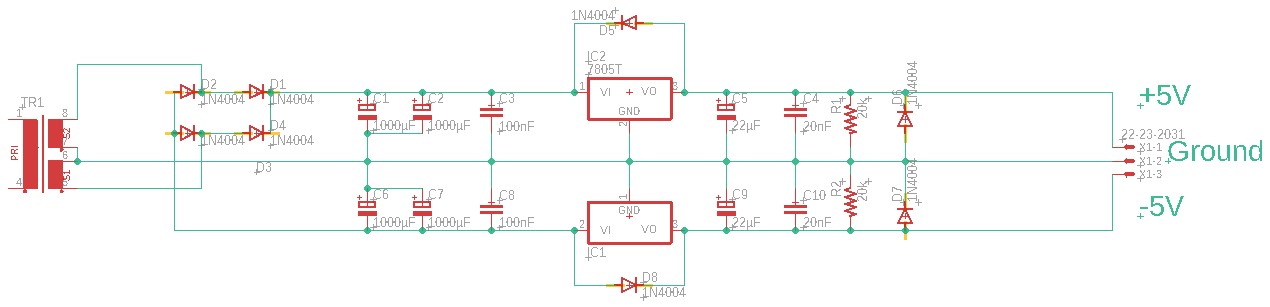 1N4004
D5
IC2
7805T
1
VI
VO
3
GND
2
D2
1N4004
D1
1N4004
TR1
1
8
PRI
S2
6
S1
4
1N4004
D4
1N4004
D3
C1
1000µF
C2
1000µF
C3
100nF
C5
22µF
C4
20nF
R1
20k
D6
1N4004
+5V
22-23-2031
X1-1
X1-2
X1-3
Ground
-5V
C6
1000µF
C7
1000µF
C8
100nF
1
GND
2
VI
VO
3
IC1
C9
22µF
C10
20nF
R2
20k
D7
1N4004
D8
1N4004